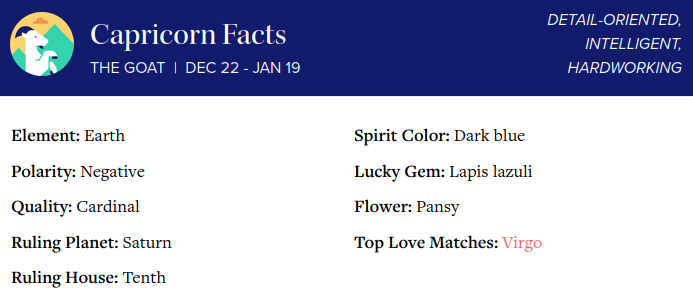 Capricorn Facts
THE GOAT | DEC 22 - JAN 19
DETAIL-ORIENTED,
INTELLIGENT,
HARDWORKING
Element: Earth
Polarity: Negative
Quality: Cardinal
Ruling Planet: Saturn
Ruling House: Tenth
Spirit Color: Dark blue
Lucky Gem: Lapis lazuli
Flower: Pansy
Top Love Matches: Virgo